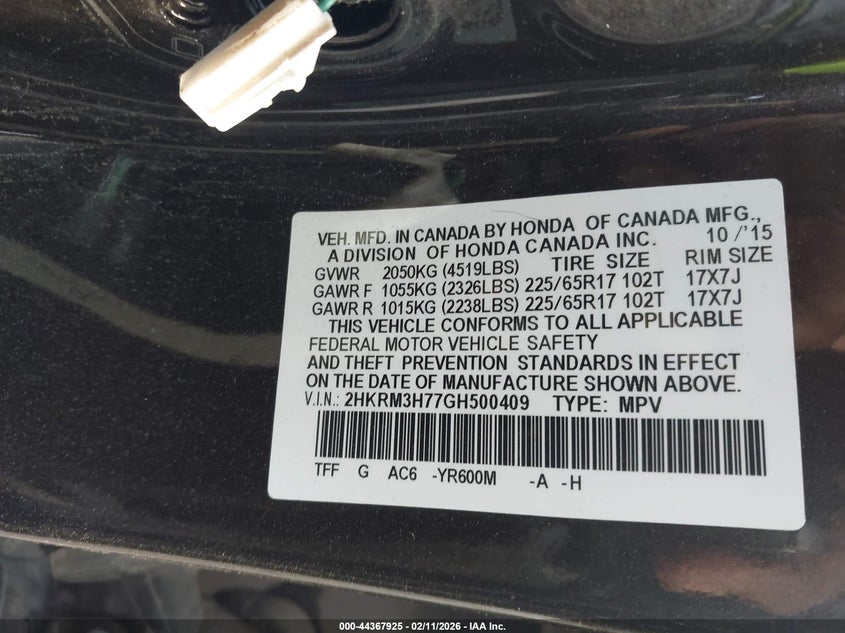 VEH. MFD. IN CANADA BY HONDA OF CANADA MFG.,
A DIVISION OF HONDA CANADA INC. 10/'15
GVWR 2050KG (4519LBS) TIRE SIZE RIM SIZE
GAWR F 1055KG (2326LBS) 225/65R17 102T 17X7J
GAWR R 1015KG (2238LBS) 225/65R17 102T 17X7J
THIS VEHICLE CONFORMS TO ALL APPLICABLE
FEDERAL MOTOR VEHICLE SAFETY
AND THEFT PREVENTION STANDARDS IN EFFECT
ON THE DATE OF MANUFACTURE SHOWN ABOVE.
V.I.N.: 2HKRM3H77GH500409 TYPE: MPV
TFF G AC6 -YR600M -A -H
000-44367925 - 02/11/2026 - IAA Inc.